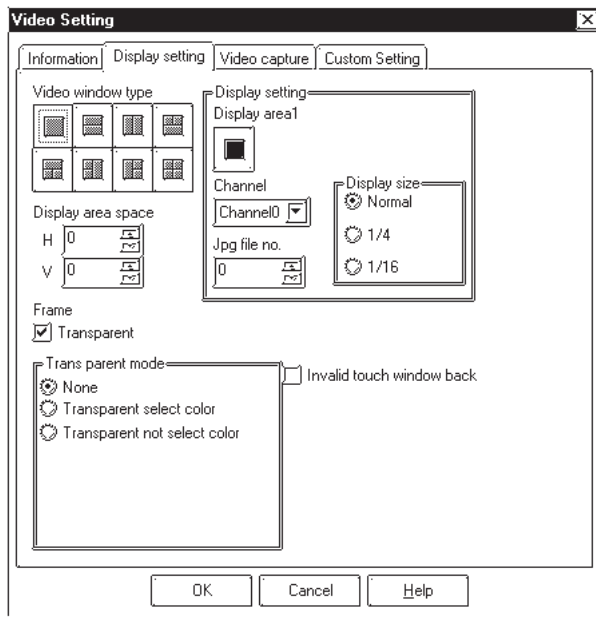 Video Setting
Information Display setting Video capture Custom Setting
Video window type
Display area space
H 0
V 0
Display setting
Display area1
Channel
Channel0
Jpg file no.
0
Display size
Normal
1/4
1/16
Frame
Transparent
Trans parent mode
None
Transparent select color
Transparent not select color
Invalid touch window back
OK Cancel Help